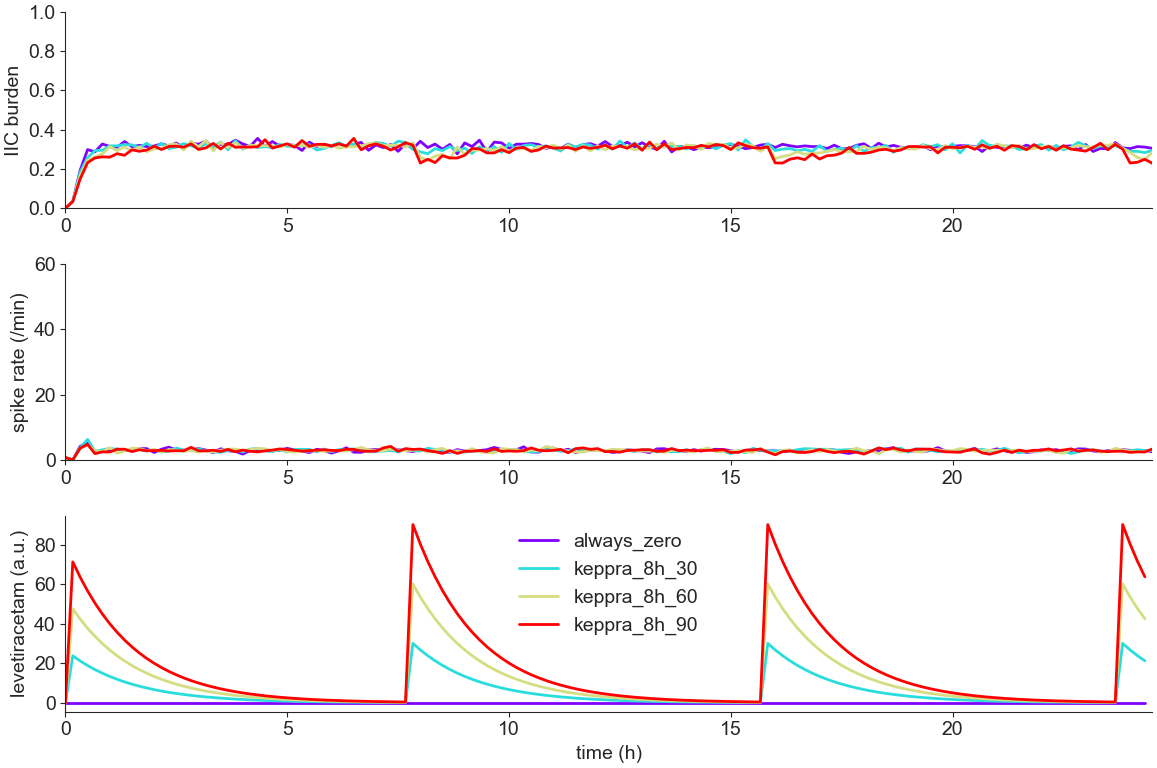 IIC burden
1.0
0.8
0.6
0.4
0.2
0.0
0 5 10 15 20
spike rate (/min)
60
40
20
0
0 5 10 15 20
levetiracetam (a.u.)
80
60
40
20
0
always_zero
keppra_8h_30
keppra_8h_60
keppra_8h_90
0 5 10 15 20
time (h)